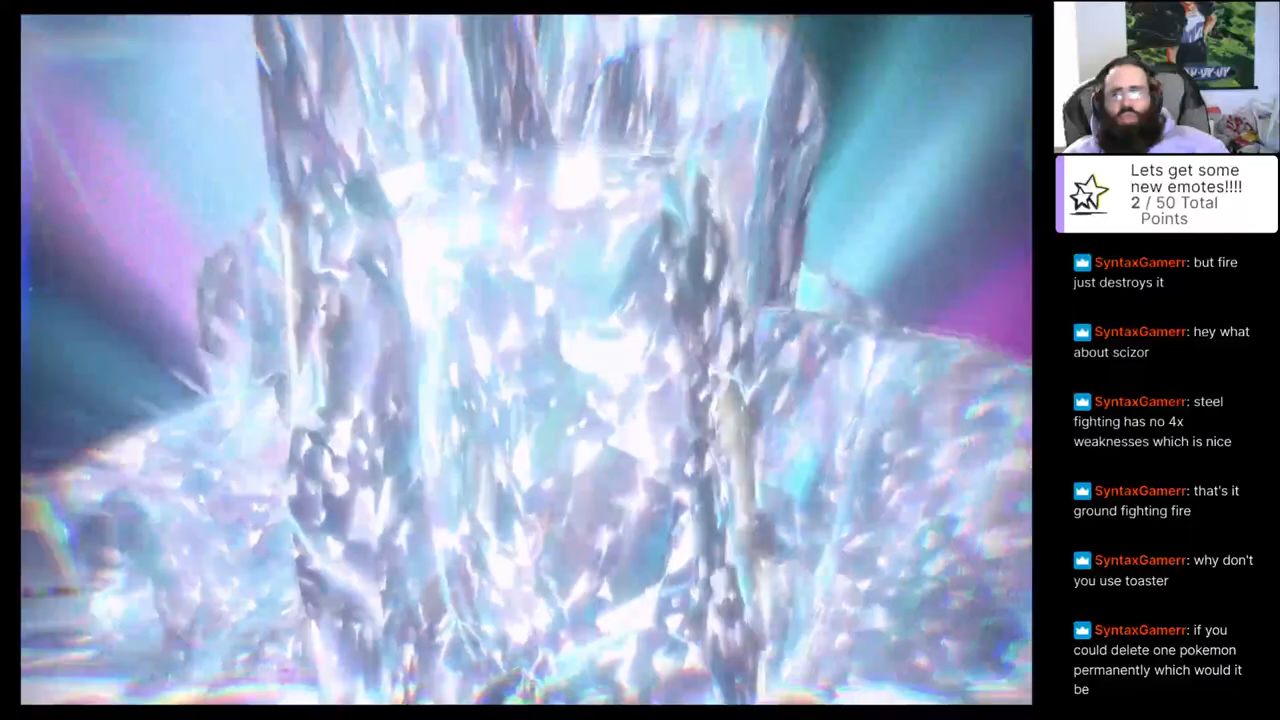 Lets get some
new emotes!!!!
2 / 50 Total
Points
SyntaxGamerr: but fire
just destroys it
SyntaxGamerr: hey what
about scizor
SyntaxGamerr: steel
fighting has no 4x
weaknesses which is nice
SyntaxGamerr: that's it
ground fighting fire
SyntaxGamerr: why don't
you use toaster
SyntaxGamerr: if you
could delete one pokemon
permanently which would it
be